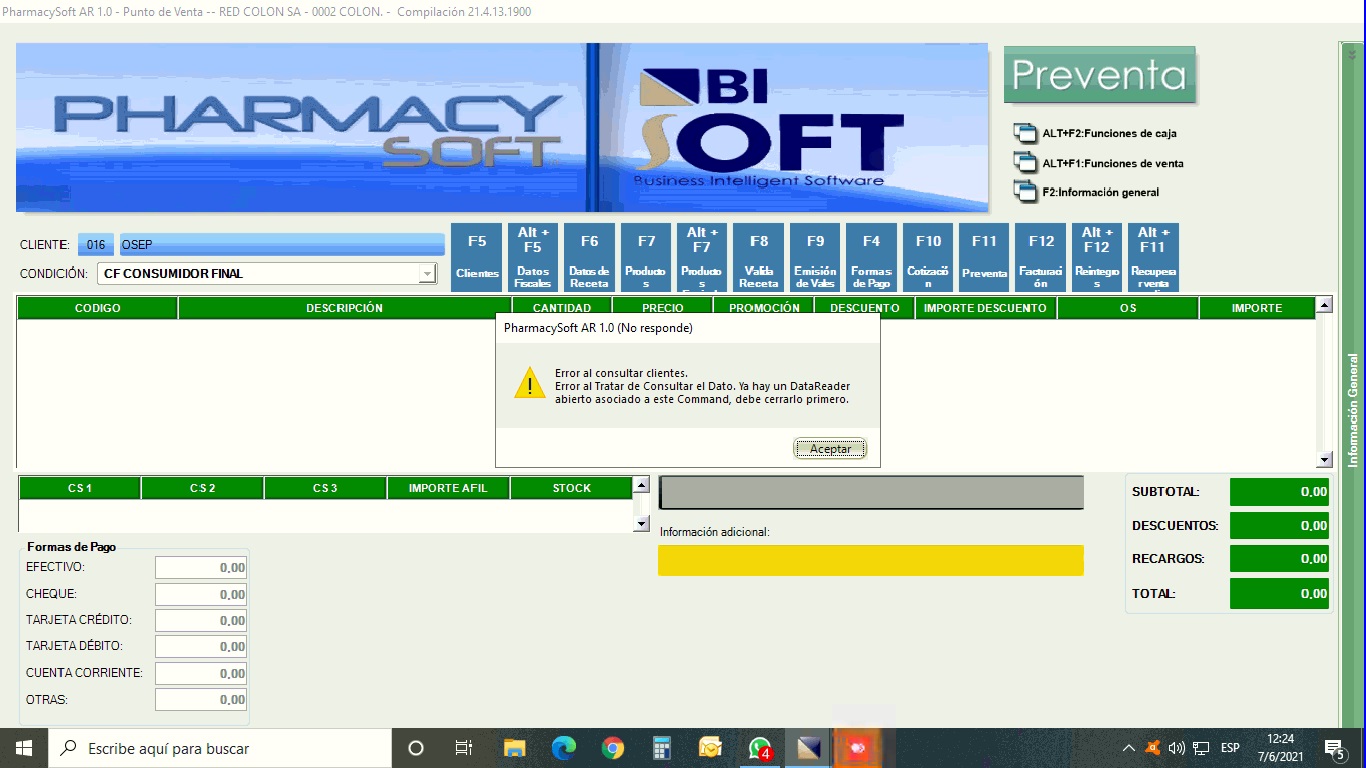 PharmacySoft AR 1.0 - Punto de Venta -- RED COLON SA - 0002 COLON. - Compilación 21.4.13.1900
PHARMACY
SOFT
BI
SOFT
Business Intelligent Software
Preventa
ALT+F2:Funciones de caja
ALT+F1:Funciones de venta
F2:Información general
CLIENTE: 016 OSEP
CONDICIÓN: CF CONSUMIDOR FINAL
F5
Clientes
Alt +
F5
Datos
Fiscales
F6
Datos de
Receta
F7
Producto
s
Alt +
F7
Producto
s
F8
Valida
Receta
F9
Emisión
de Vales
F4
Formas
de Pago
F10
Cotizació
n
F11
Preventa
F12
Facturaci
ón
Alt +
F12
Reintegro
s
Alt +
F11
Recupera
r venta
CODIGO DESCRIPCIÓN CANTIDAD PRECIO PROMOCIÓN DESCUENTO IMPORTE DESCUENTO OS IMPORTE
PharmacySoft AR 1.0 (No responde)
Error al consultar clientes.
Error al Tratar de Consultar el Dato. Ya hay un DataReader
abierto asociado a este Command, debe cerrarlo primero.
Aceptar
Información General
CS 1 CS 2 CS 3 IMPORTE AFIL STOCK
Información adicional:
SUBTOTAL: 0,00
DESCUENTOS: 0,00
RECARGOS: 0,00
TOTAL: 0,00
Formas de Pago
EFECTIVO: 0,00
CHEQUE: 0,00
TARJETA CRÉDITO: 0,00
TARJETA DÉBITO: 0,00
CUENTA CORRIENTE: 0,00
OTRAS: 0,00
Escribe aquí para buscar
4
ESP
12:24
7/6/2021
5